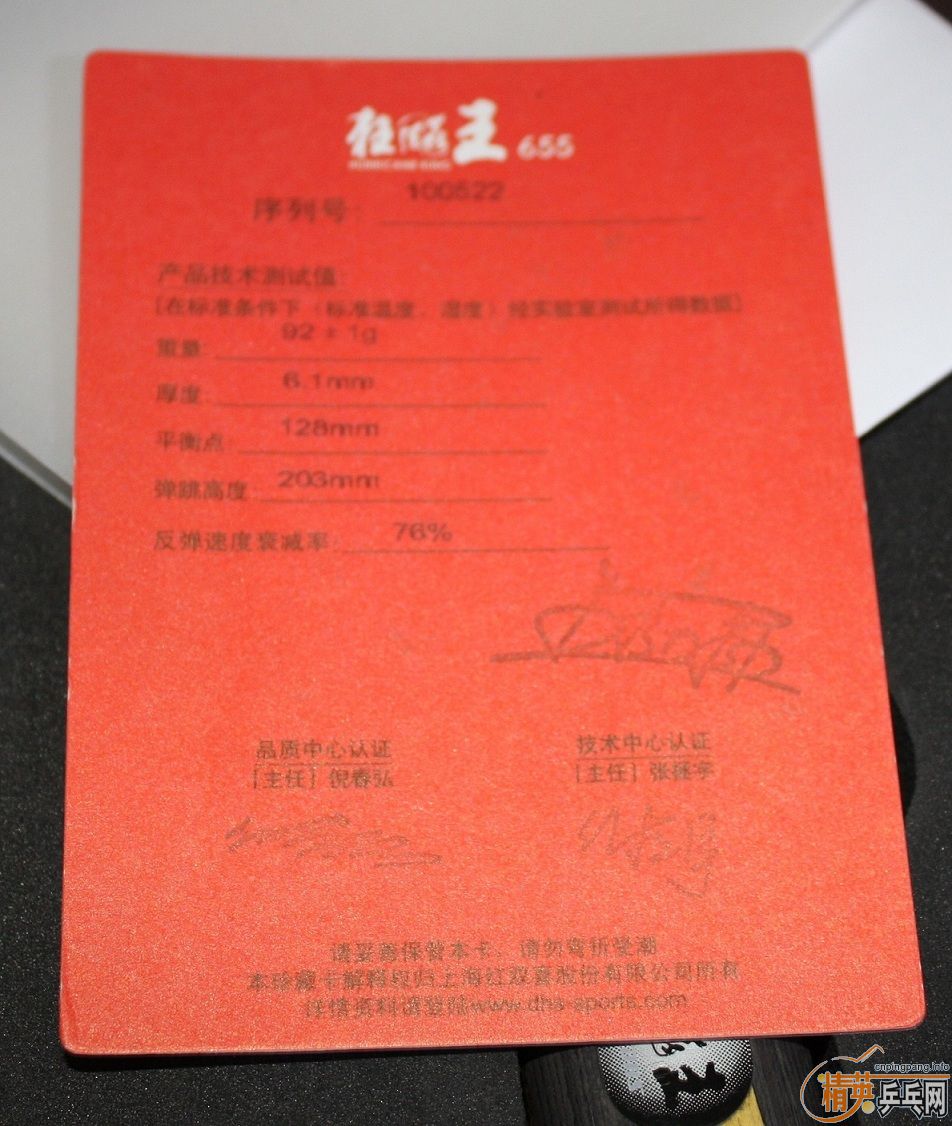 狂飚王 655
序列号: 100522
产品技术测试值:
[在标准条件下（标准温度、湿度）经实验室测试所得数据]
重量: 92 ± 1g
厚度: 6.1mm
平衡点: 128mm
弹跳高度: 203mm
反弹速度衰减率: 76%
品质中心认证 技术中心认证
[主任] 倪春弘 [主任] 张
请妥善保管本卡、请勿弯折受潮
本珍藏卡解释权归上海红双喜股份有限公司所有
详情资料请登陆www.dhs-sports.com
cnpingpang.info
精英乒乓网